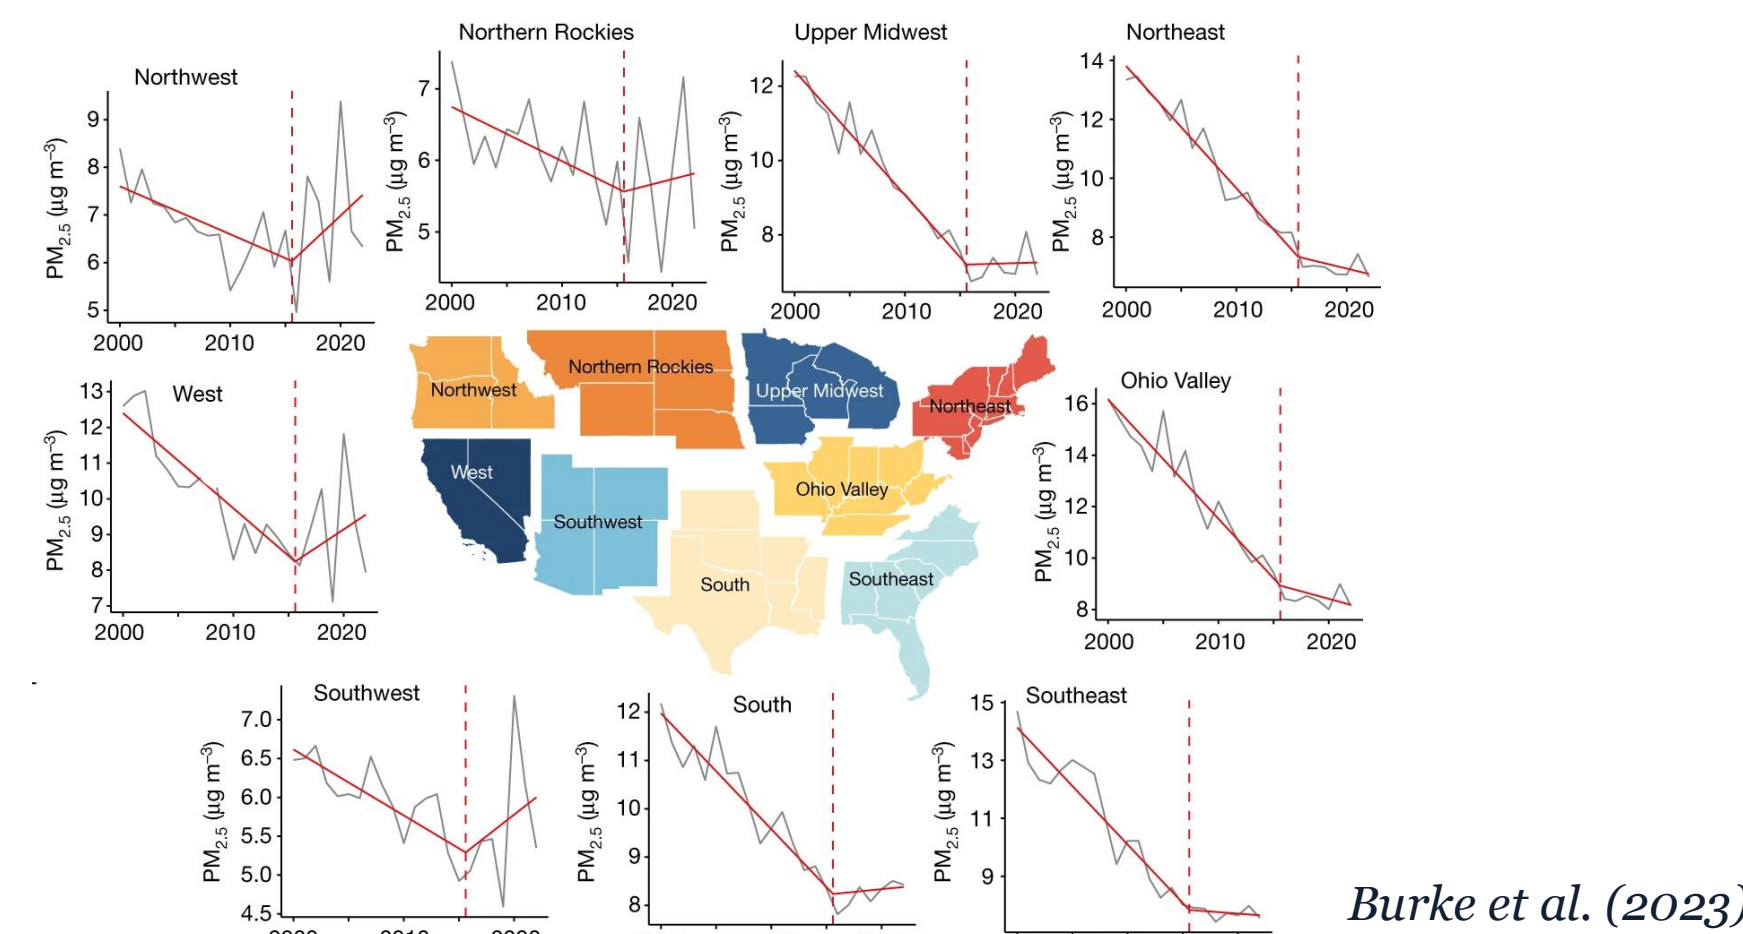 Northwest
PM2.5 (μg m−3)
9
8
7
6
5
2000 2010 2020
Northern Rockies
PM2.5 (μg m−3)
7
6
5
2000 2010 2020
Upper Midwest
PM2.5 (μg m−3)
12
10
8
2000 2010 2020
Northeast
PM2.5 (μg m−3)
14
12
10
8
2000 2010 2020
West
PM2.5 (μg m−3)
13
12
11
10
9
8
7
2000 2010 2020
Northwest
Northern Rockies
Upper Midwest
Northeast
West
Southwest
Ohio Valley
South
Southeast
Ohio Valley
PM2.5 (μg m−3)
16
14
12
10
8
2000 2010 2020
Southwest
PM2.5 (μg m−3)
7.0
6.5
6.0
5.5
5.0
4.5
2000 2010 2020
South
PM2.5 (μg m−3)
12
11
10
9
8
Southeast
PM2.5 (μg m−3)
15
13
11
9
Burke et al. (2023)